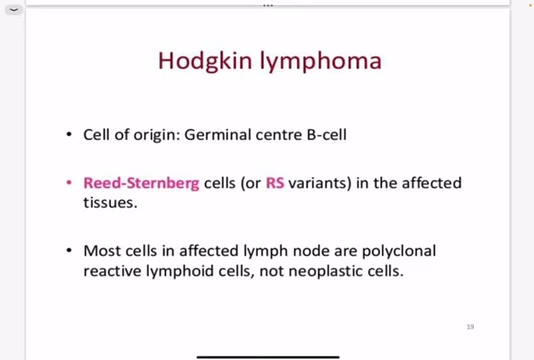 Hodgkin lymphoma
• Cell of origin: Germinal centre B-cell
• Reed-Sternberg cells (or RS variants) in the affected
tissues.
• Most cells in affected lymph node are polyclonal
reactive lymphoid cells, not neoplastic cells.
19